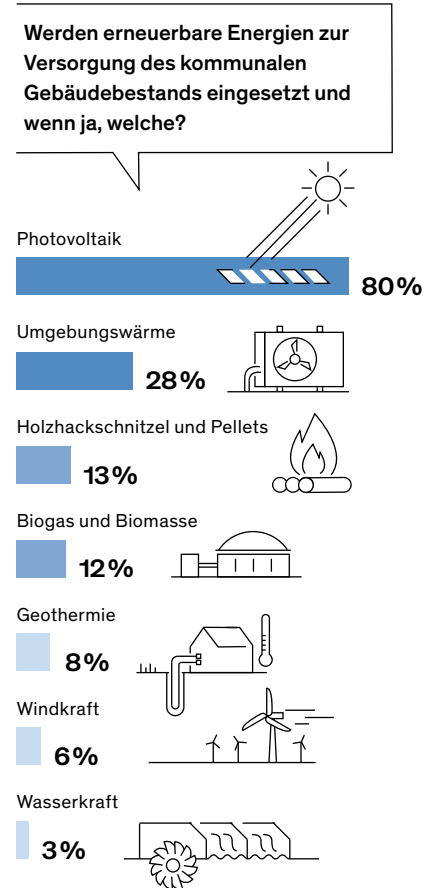 Werden erneuerbare Energien zur
Versorgung des kommunalen
Gebäudebestands eingesetzt und
wenn ja, welche?
Photovoltaik
80%
Umgebungswärme
28%
Holzhackschnitzel und Pellets
13%
Biogas und Biomasse
12%
Geothermie
8%
Windkraft
6%
Wasserkraft
3%